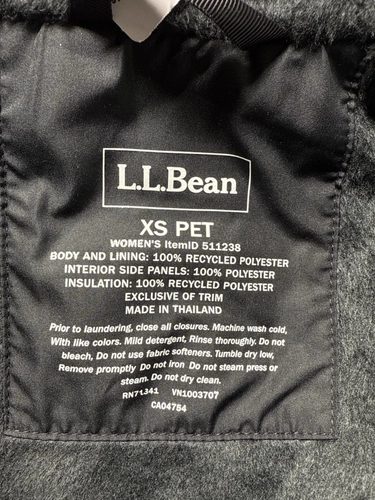 L.L.Bean
XS PET
WOMEN'S ItemID 511238
BODY AND LINING: 100% RECYCLED POLYESTER
INTERIOR SIDE PANELS: 100% POLYESTER
INSULATION: 100% RECYCLED POLYESTER
EXCLUSIVE OF TRIM
MADE IN THAILAND
Prior to laundering, close all closures. Machine wash cold,
With like colors. Mild detergent, Rinse thoroughly. Do not
bleach, Do not use fabric softeners. Tumble dry low,
Remove promptly Do not iron Do not steam press or
steam. Do not dry clean.
RN71341 VN1003707
CA04754